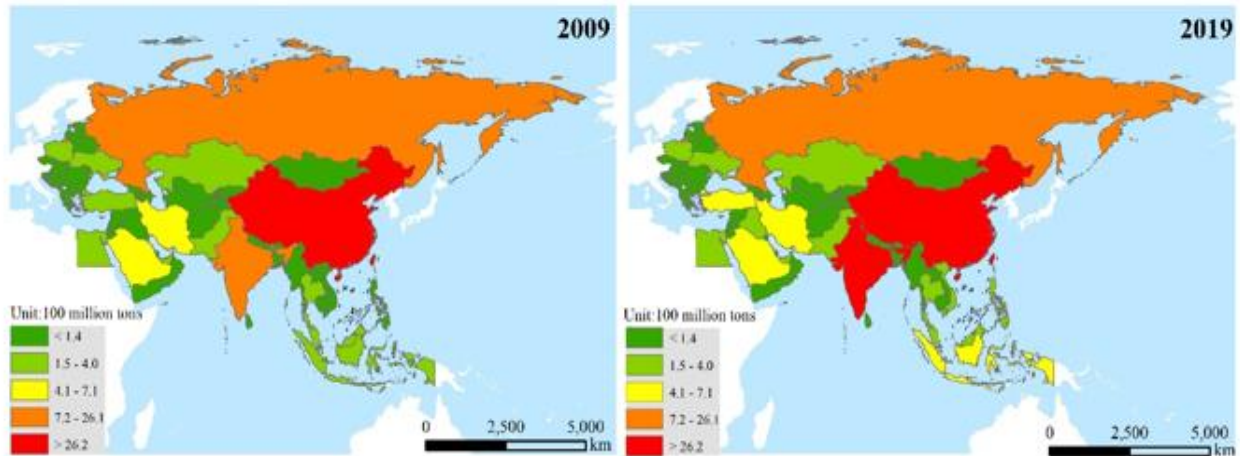 2009
Unit:100 million tons
< 1.4
1.5 - 4.0
4.1 - 7.1
7.2 - 26.1
> 26.2
0 2,500 5,000
km
2019
Unit:100 million tons
< 1.4
1.5 - 4.0
4.1 - 7.1
7.2 - 26.1
> 26.2
0 2,500 5,000
km